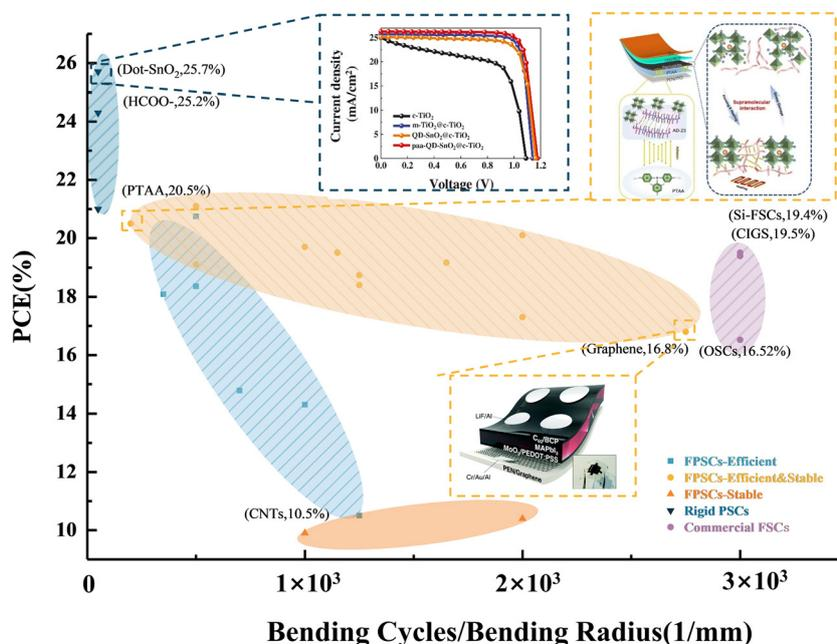 PCE(%)
26
24
22
20
18
16
14
12
10
0
1×10³
2×10³
3×10³
Bending Cycles/Bending Radius(1/mm)
(Dot-SnO₂,25.7%)
(HCOO-,25.2%)
(PTAA,20.5%)
(Si-FSCs,19.4%)
(CIGS,19.5%)
(Graphene,16.8%)
(OSCs,16.52%)
(CNTs,10.5%)
Current density
(mA/cm²)
25
20
15
10
5
0
0.0 0.2 0.4 0.6 0.8 1.0 1.2
Voltage (V)
c-TiO₂
m-TiO₂@c-TiO₂
QD-SnO₂@c-TiO₂
paa-QD-SnO₂@c-TiO₂
PTAA
AD-23
PTAA
Supramolecular
interaction
LiF/Al
C₆₀/BCP
MAPbI₃
MoO₃/PEDOT:PSS
Cr/Au/Al
PEN/Graphene
FPSCs-Efficient
FPSCs-Efficient&Stable
FPSCs-Stable
Rigid PSCs
Commercial FSCs